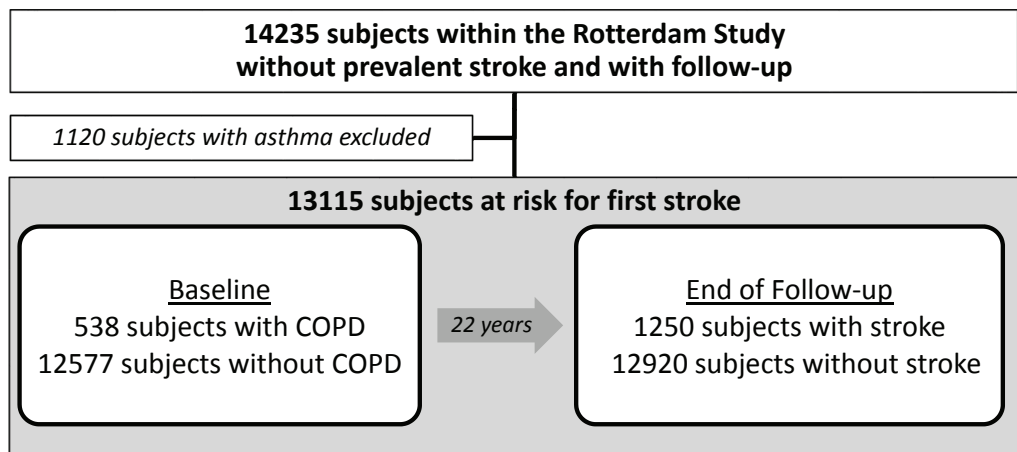 14235 subjects within the Rotterdam Study
without prevalent stroke and with follow-up
1120 subjects with asthma excluded
13115 subjects at risk for first stroke
Baseline
538 subjects with COPD
12577 subjects without COPD
22 years
End of Follow-up
1250 subjects with stroke
12920 subjects without stroke